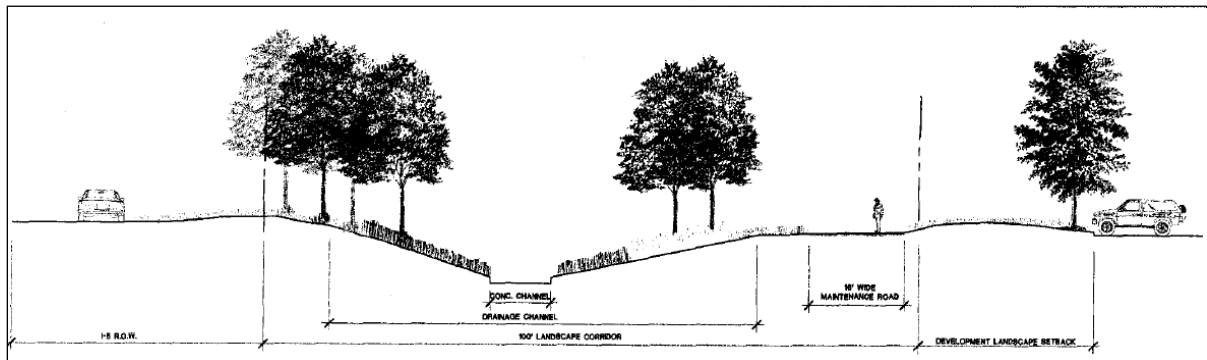 CONC. CHANNEL
DRAINAGE CHANNEL
16' WIDE
MAINTENANCE ROAD
I-5 R.O.W.
100' LANDSCAPE CORRIDOR
DEVELOPMENT LANDSCAPE SETBACK